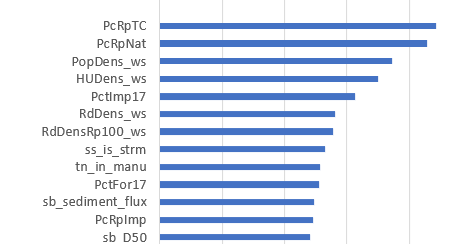 PcRpTC
PcRpNat
PopDens_ws
HUDens_ws
PctImp17
RdDens_ws
RdDensRp100_ws
ss_is_strm
tn_in_manu
PctFor17
sb_sediment_flux
PcRpImp
sb_D50